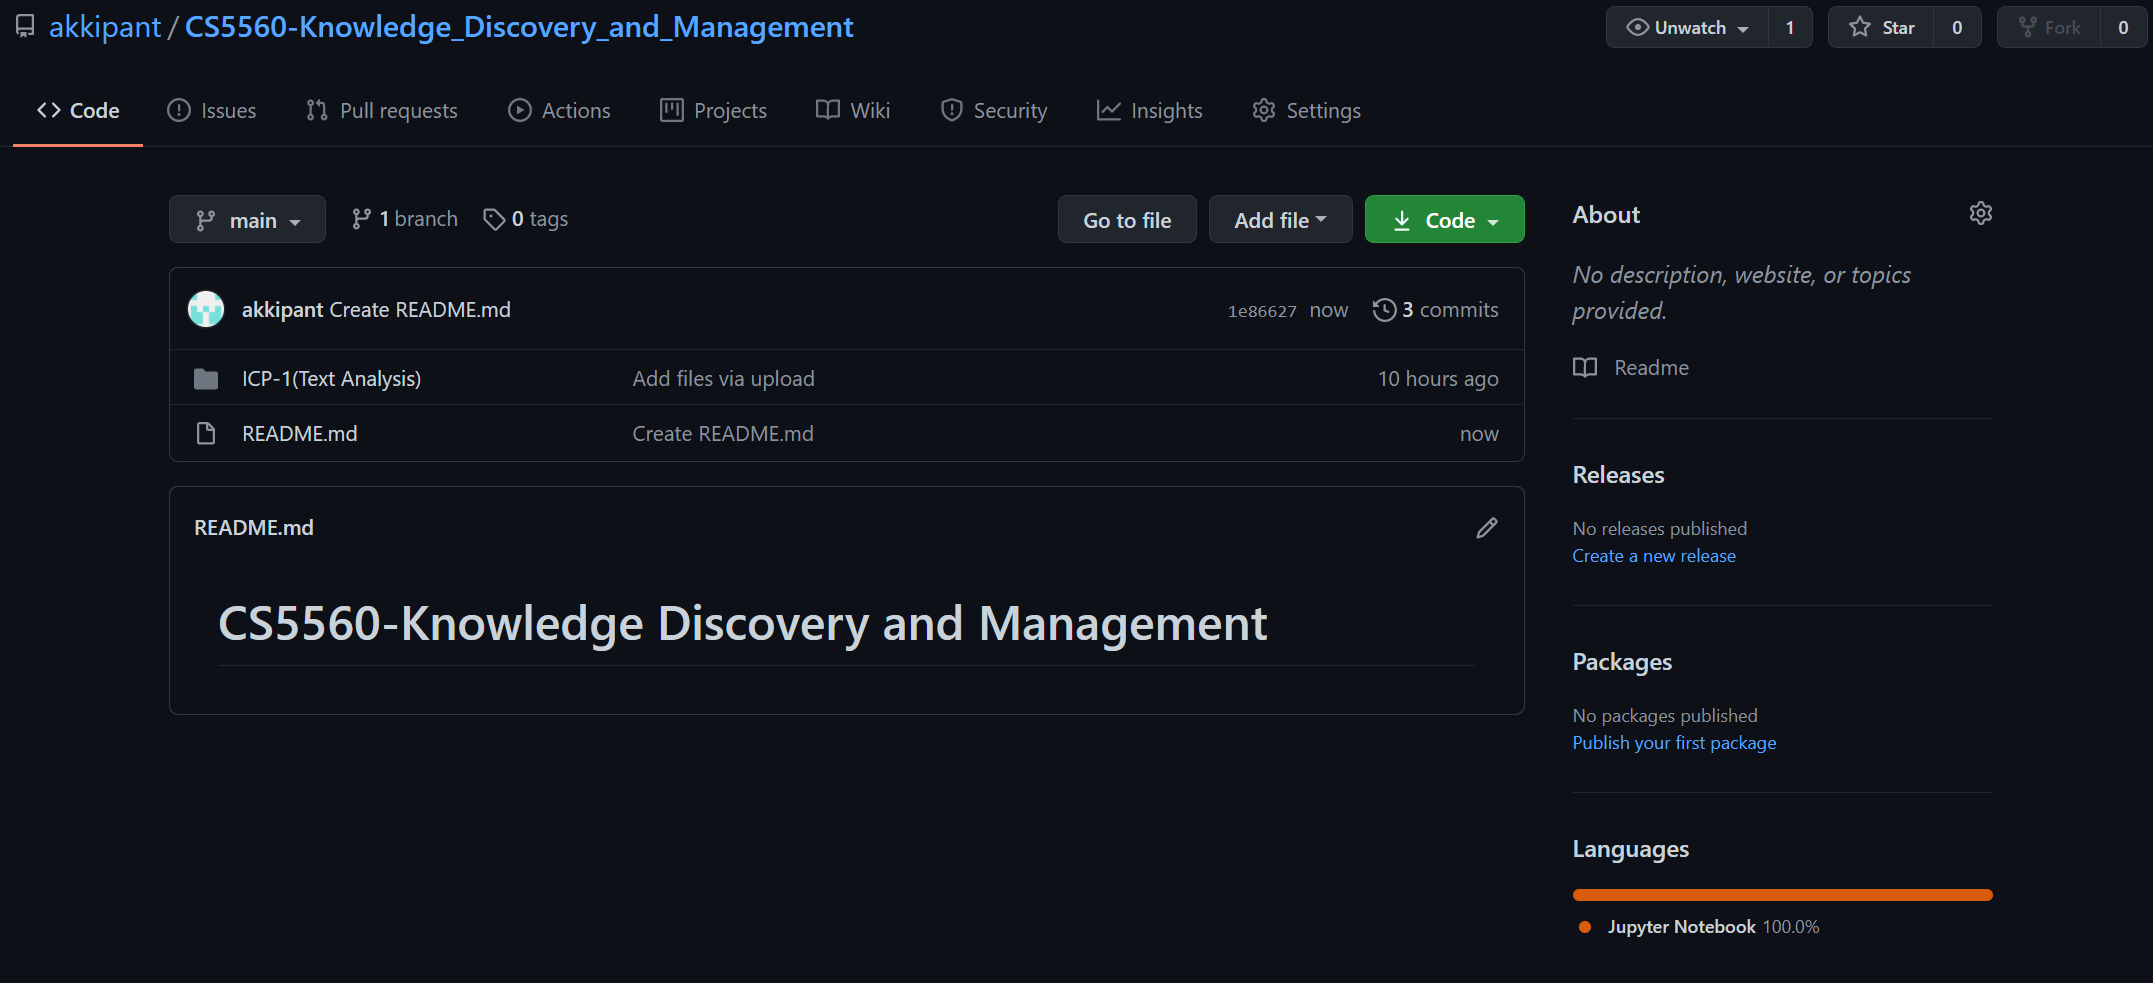 akkipant / CS5560-Knowledge_Discovery_and_Management
Unwatch 1 Star 0 Fork 0
Code Issues Pull requests Actions Projects Wiki Security Insights Settings
main 1 branch 0 tags Go to file Add file Code
akkipant Create README.md 1e86627 now 3 commits
ICP-1(Text Analysis) Add files via upload 10 hours ago
README.md Create README.md now
README.md
CS5560-Knowledge Discovery and Management
About
No description, website, or topics
provided.
Readme
Releases
No releases published
Create a new release
Packages
No packages published
Publish your first package
Languages
Jupyter Notebook 100.0%